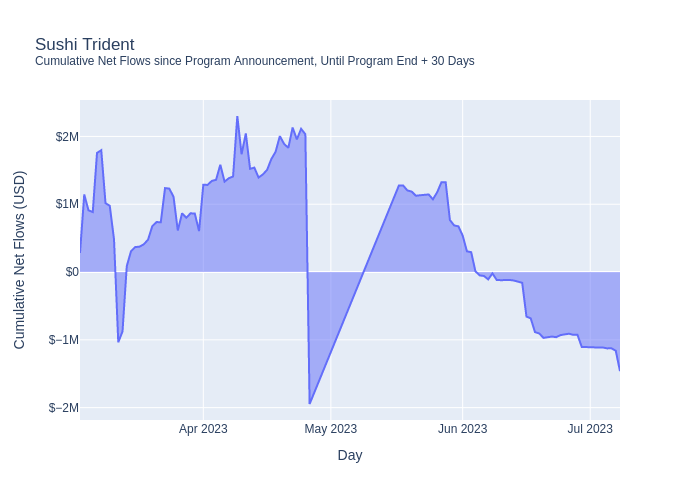 Sushi Trident
Cumulative Net Flows since Program Announcement, Until Program End + 30 Days
Cumulative Net Flows (USD)
$2M
$1M
$0
$−1M
$−2M
Apr 2023
May 2023
Jun 2023
Jul 2023
Day